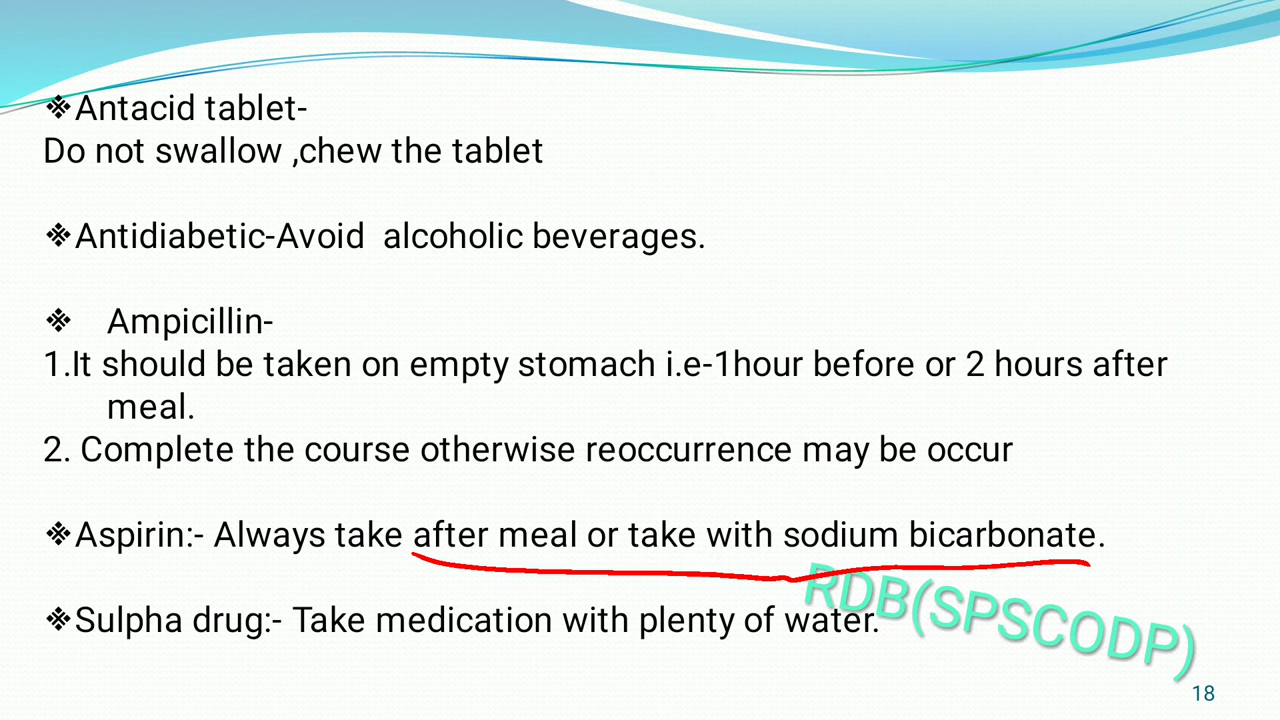 ❖Antacid tablet-
Do not swallow ,chew the tablet
❖Antidiabetic-Avoid  alcoholic beverages.
❖ Ampicillin-
1.It should be taken on empty stomach i.e-1hour before or 2 hours after
meal.
2. Complete the course otherwise reoccurrence may be occur
❖Aspirin:- Always take after meal or take with sodium bicarbonate.
❖Sulpha drug:- Take medication with plenty of water.
RDB(SPSCODP)
18